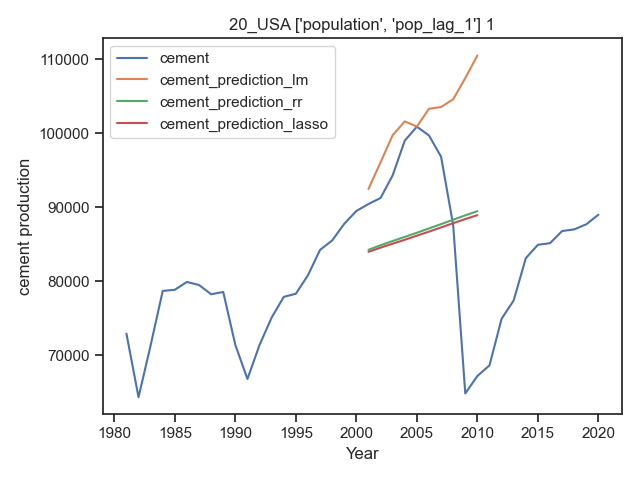 20_USA ['population', 'pop_lag_1'] 1
cement
cement_prediction_lm
cement_prediction_rr
cement_prediction_lasso
110000
100000
90000
80000
70000
cement production
1980 1985 1990 1995 2000 2005 2010 2015 2020
Year